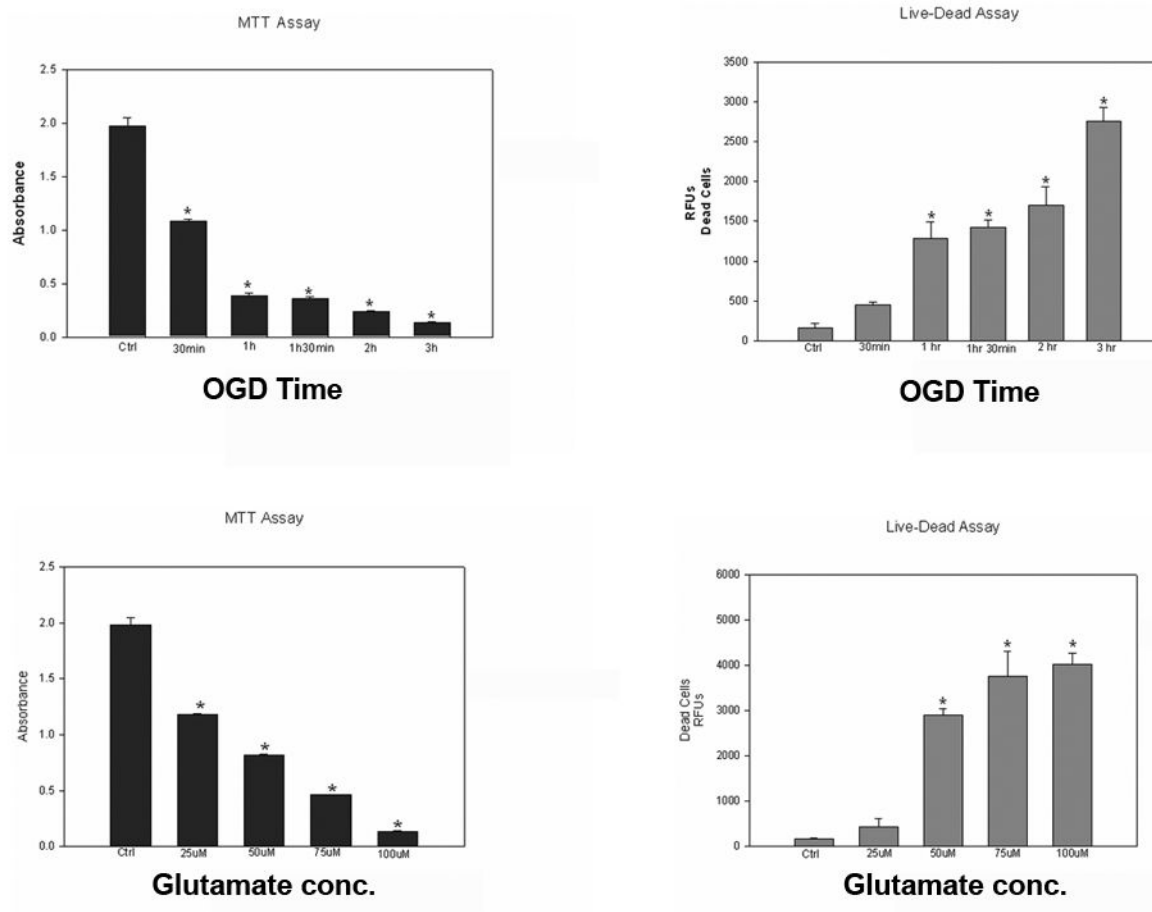 MTT Assay
2.5
2.0
1.5
1.0
0.5
0.0
Absorbance
*
*
*
*
*
Ctrl 30min 1h 1h30min 2h 3h
OGD Time
Live-Dead Assay
3500
3000
2500
2000
1500
1000
500
0
RFUs
Dead Cells
*
*
*
*
Ctrl 30min 1 hr 1hr 30min 2 hr 3 hr
OGD Time
MTT Assay
2.5
2.0
1.5
1.0
0.5
0.0
Absorbance
*
*
*
*
Ctrl 25uM 50uM 75uM 100uM
Glutamate conc.
Live-Dead Assay
6000
5000
4000
3000
2000
1000
0
Dead Cells
RFUs
*
*
*
Ctrl 25uM 50uM 75uM 100uM
Glutamate conc.